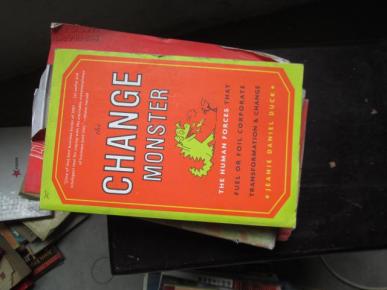 the
CHANGE
MONSTER
THE HUMAN FORCES THAT
FUEL OR FOIL CORPORATE
TRANSFORMATION & CHANGE
JEANIE DANIEL DUCK